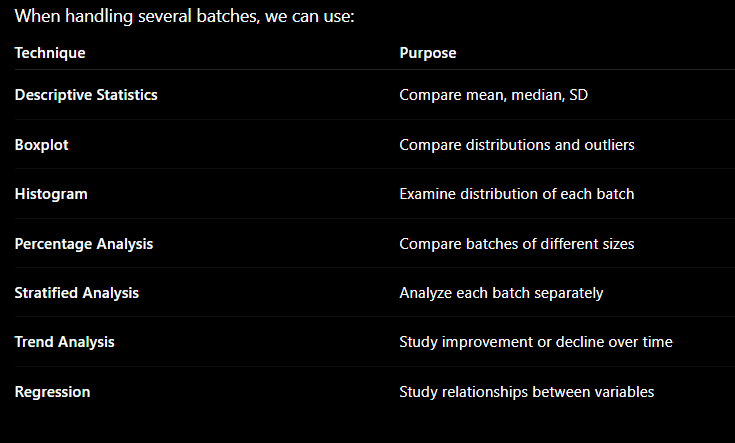 When handling several batches, we can use:
Technique Purpose
Descriptive Statistics Compare mean, median, SD
Boxplot Compare distributions and outliers
Histogram Examine distribution of each batch
Percentage Analysis Compare batches of different sizes
Stratified Analysis Analyze each batch separately
Trend Analysis Study improvement or decline over time
Regression Study relationships between variables